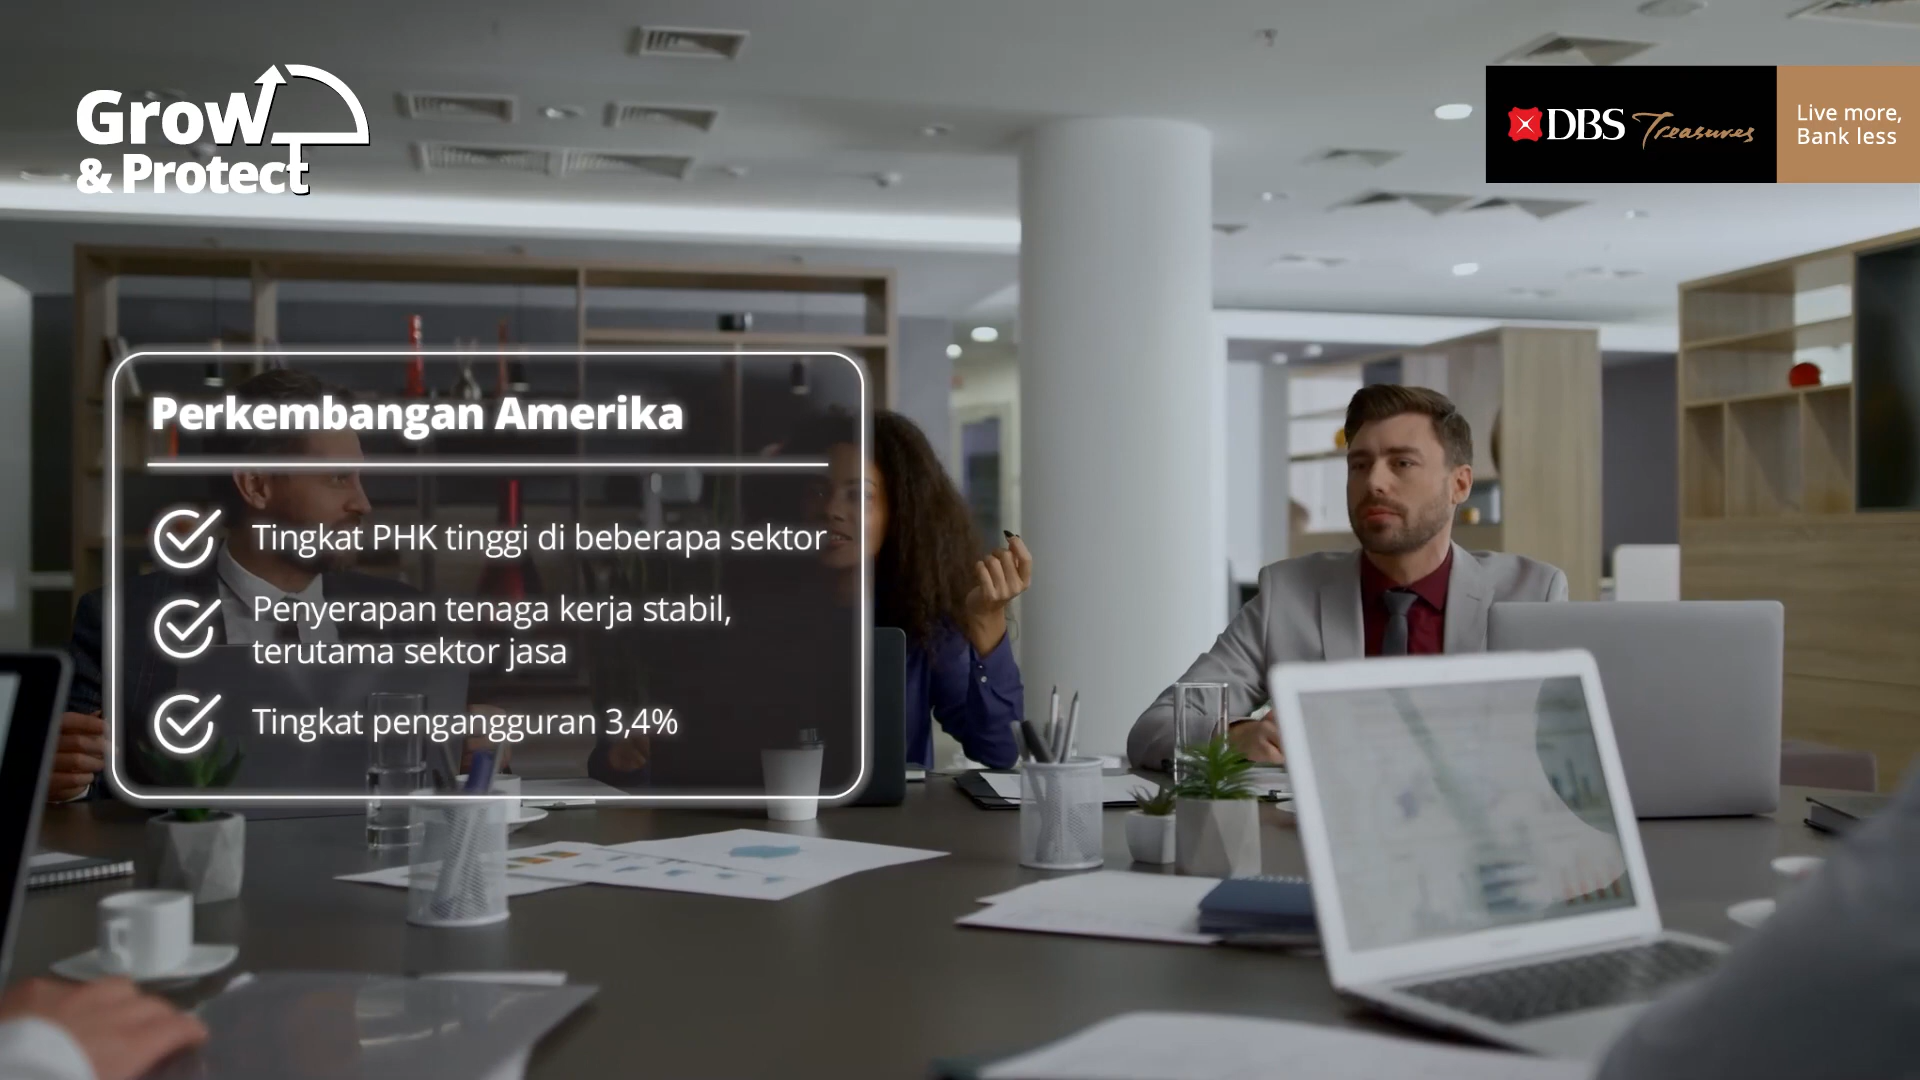 Grow
& Protect
DBS Treasures
Live more,
Bank less
Perkembangan Amerika
Tingkat PHK tinggi di beberapa sektor
Penyerapan tenaga kerja stabil,
terutama sektor jasa
Tingkat pengangguran 3,4%